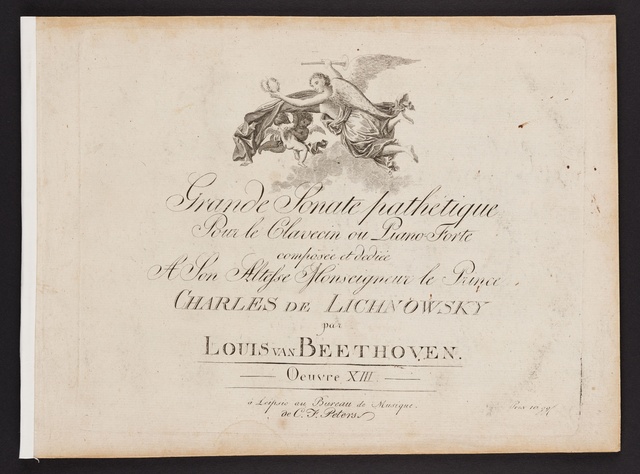 Grande Sonate pathétique
Pour le Clavecin ou Piano-Forte
composée et dediée
A Son Altesse Monseigneur le Prince
CHARLES DE LICHNOWSKY
par
LOUIS VAN BEETHOVEN.
Oeuvre XIII
a Leipsic au Bureau de Musique.
de C. F. Peters